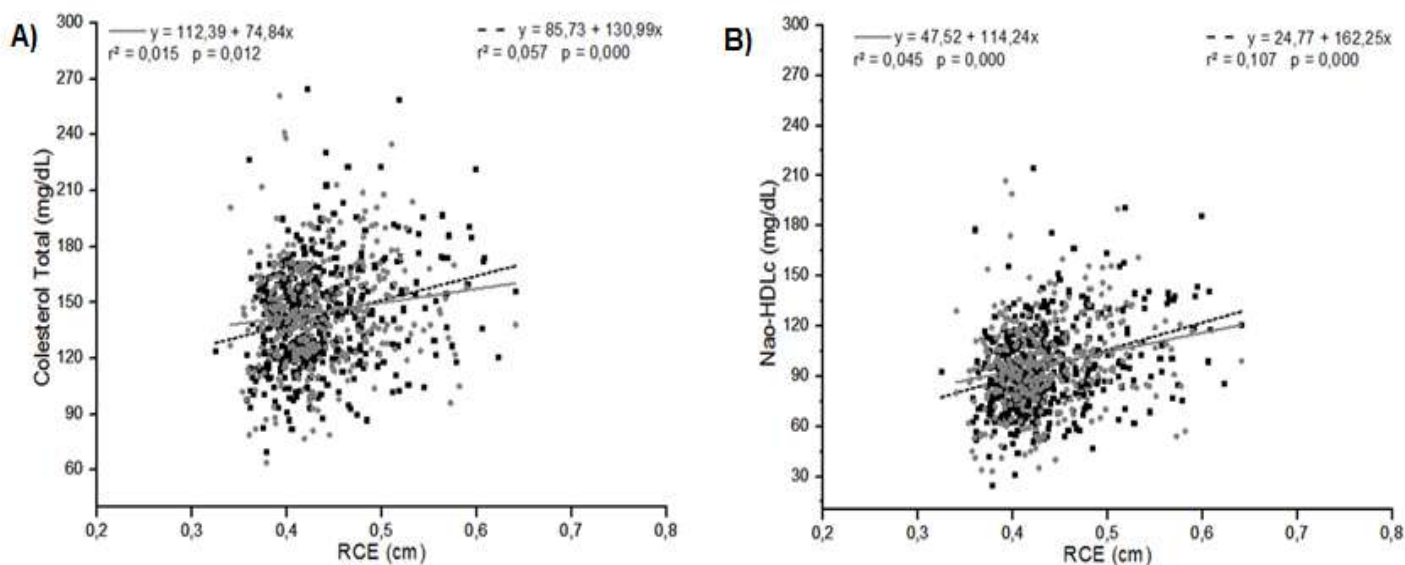 A)
y = 112,39 + 74,84x
r² = 0,015 p = 0,012
y = 85,73 + 130,99x
r² = 0,057 p = 0,000
300
270
240
210
180
150
120
90
60
Colesterol Total (mg/dL)
0,2
0,3
0,4
0,5
0,6
0,7
0,8
RCE (cm)
B)
y = 47,52 + 114,24x
r² = 0,045 p = 0,000
y = 24,77 + 162,25x
r² = 0,107 p = 0,000
300
270
240
210
180
150
120
90
60
30
Nao-HDLc (mg/dL)
0,2
0,3
0,4
0,5
0,6
0,7
0,8
RCE (cm)